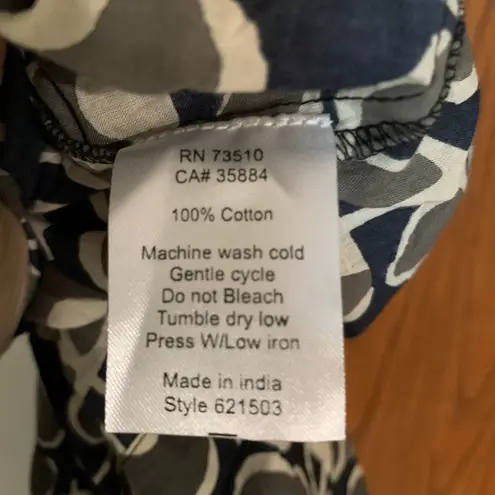 RN 73510
CA# 35884
100% Cotton
Machine wash cold
Gentle cycle
Do not Bleach
Tumble dry low
Press W/Low iron
Made in india
Style 621503